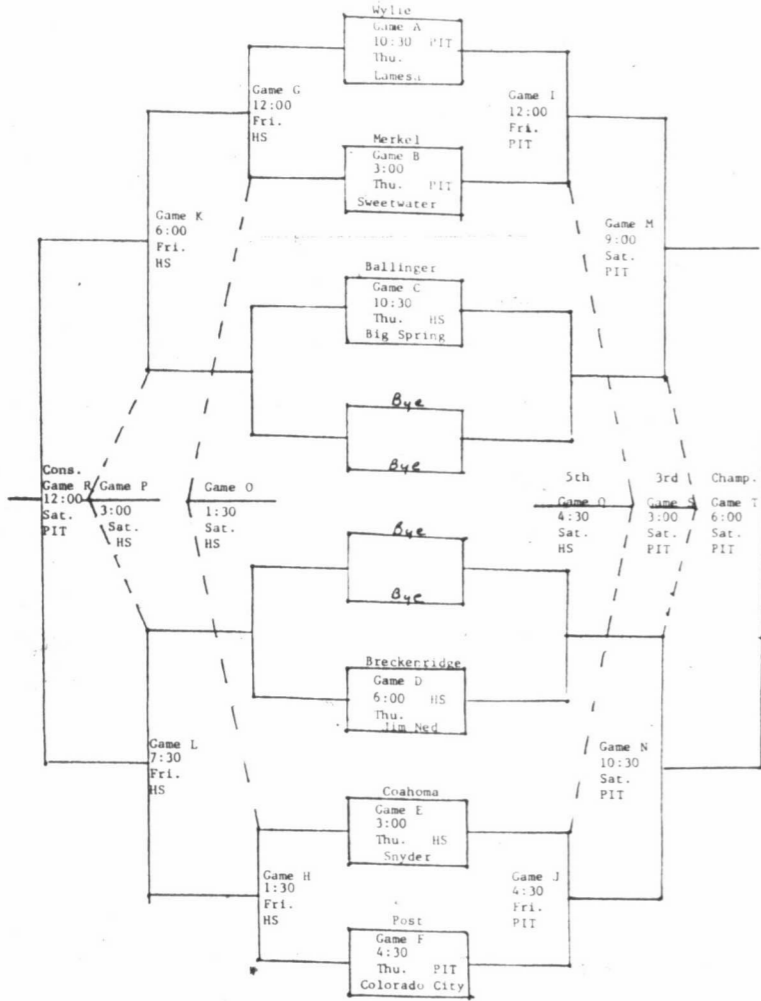 Wylie
Game A
10:30 PIT
Thu.
Lamesa
Game G
12:00
Fri.
HS
Game I
12:00
Fri.
PIT
Merkel
Game B
3:00
Thu. PIT
Sweetwater
Game K
6:00
Fri.
HS
Game M
9:00
Sat.
PIT
Ballinger
Game C
10:30
Thu. HS
Big Spring
Bye
Bye
Cons.
Game R
12:00
Sat.
PIT
Game P
3:00
Sat.
HS
Game O
1:30
Sat.
HS
5th
Game Q
4:30
Sat.
HS
3rd
Game S
3:00
Sat.
PIT
Champ.
Game T
6:00
Sat.
PIT
Bye
Bye
Breckenridge
Game D
6:00 HS
Thu.
Jim Ned
Game L
7:30
Fri.
HS
Game N
10:30
Sat.
PIT
Coahoma
Game E
3:00
Thu. HS
Snyder
Game H
1:30
Fri.
HS
Game J
4:30
Fri.
PIT
Post
Game F
4:30
Thu. PIT
Colorado City